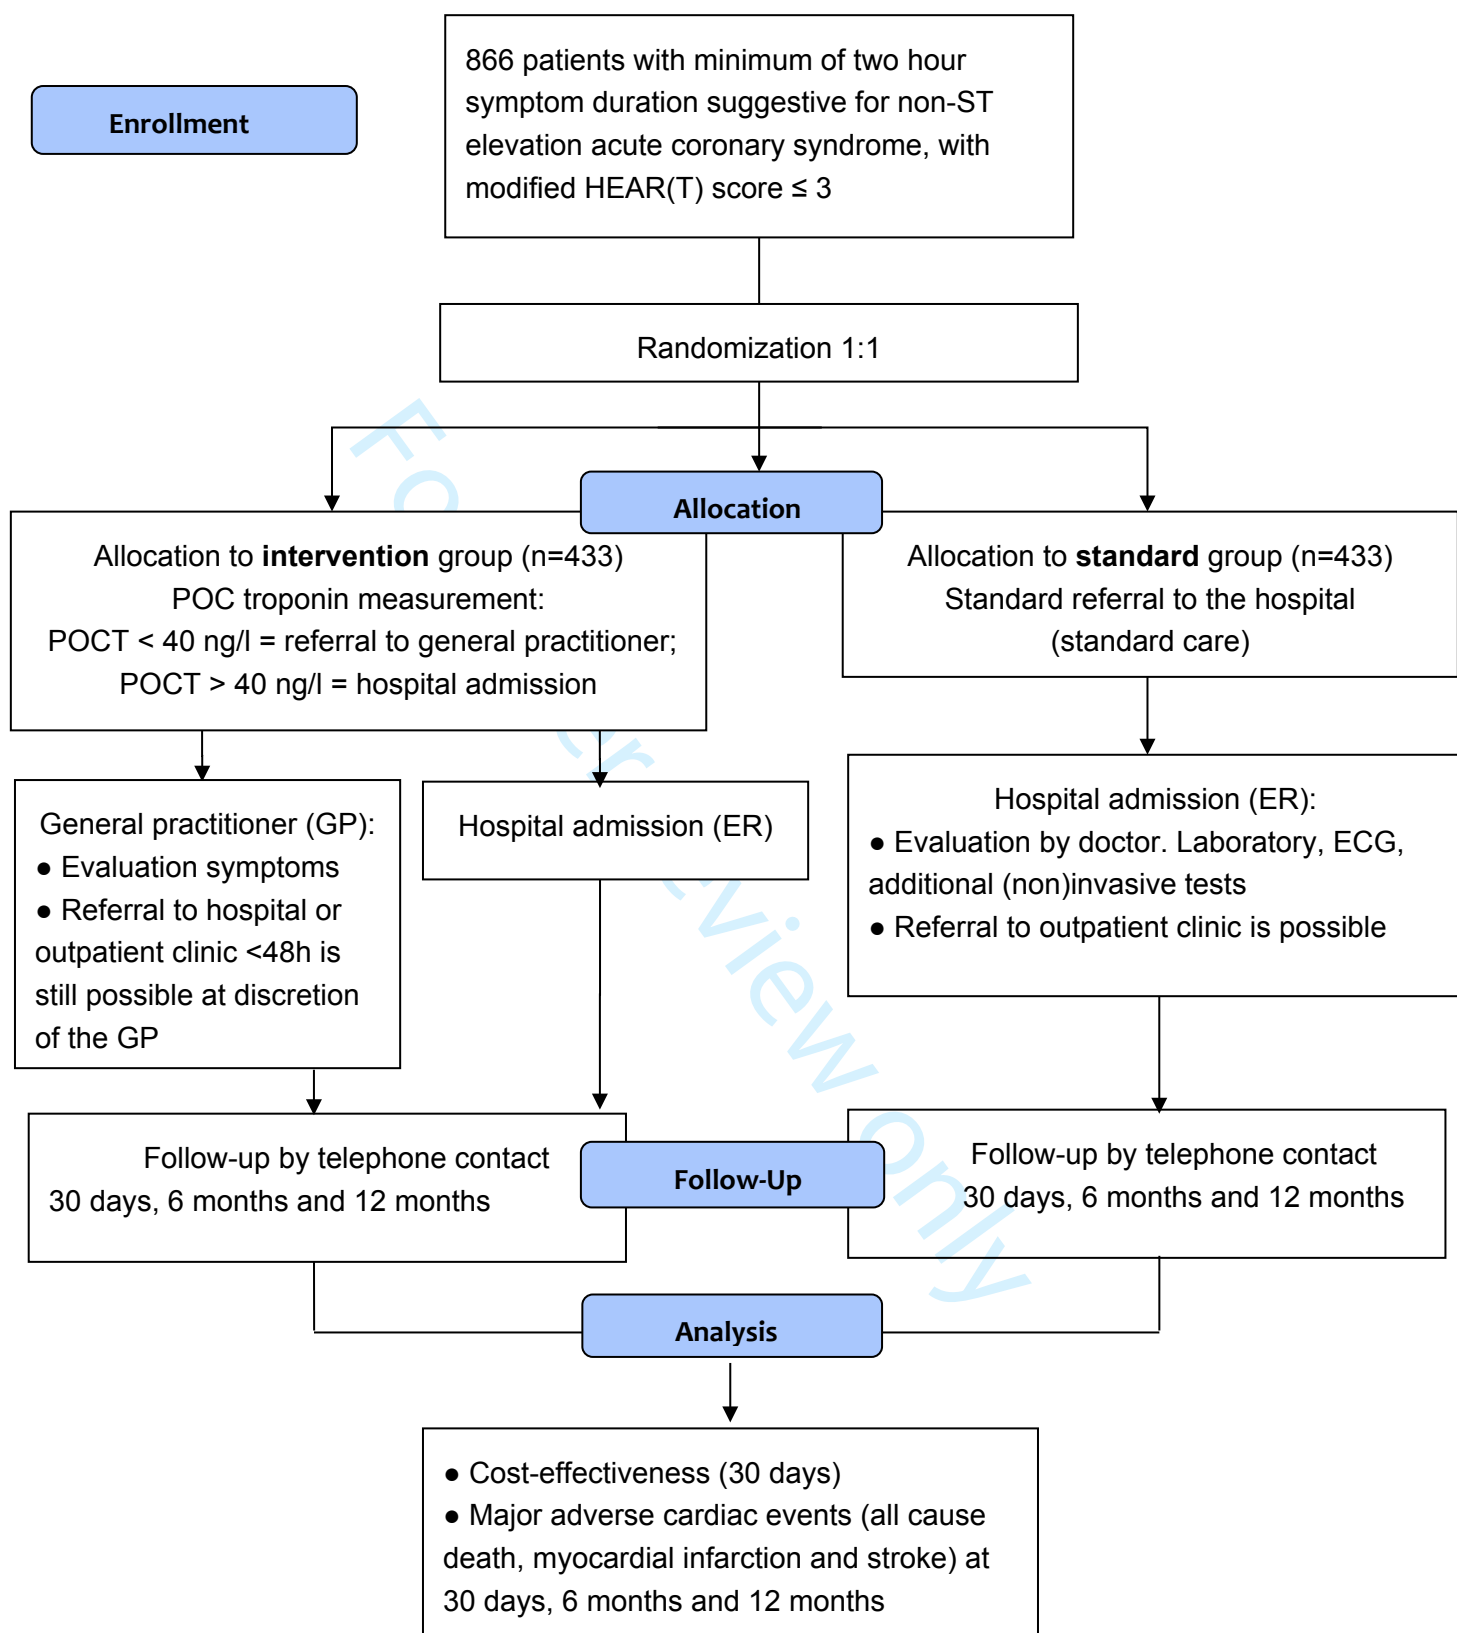 866 patients with minimum of two hour
symptom duration suggestive for non-ST
elevation acute coronary syndrome, with
modified HEAR(T) score ≤ 3
Enrollment
Randomization 1:1
Allocation
Allocation to intervention group (n=433)
POC troponin measurement:
POCT < 40 ng/l = referral to general practitioner;
POCT > 40 ng/l = hospital admission
Allocation to standard group (n=433)
Standard referral to the hospital
(standard care)
General practitioner (GP):
● Evaluation symptoms
● Referral to hospital or
outpatient clinic <48h is
still possible at discretion
of the GP
Hospital admission (ER)
Hospital admission (ER):
● Evaluation by doctor. Laboratory, ECG,
additional (non)invasive tests
● Referral to outpatient clinic is possible
Follow-up by telephone contact
30 days, 6 months and 12 months
Follow-Up
Follow-up by telephone contact
30 days, 6 months and 12 months
Analysis
● Cost-effectiveness (30 days)
● Major adverse cardiac events (all cause
death, myocardial infarction and stroke) at
30 days, 6 months and 12 months